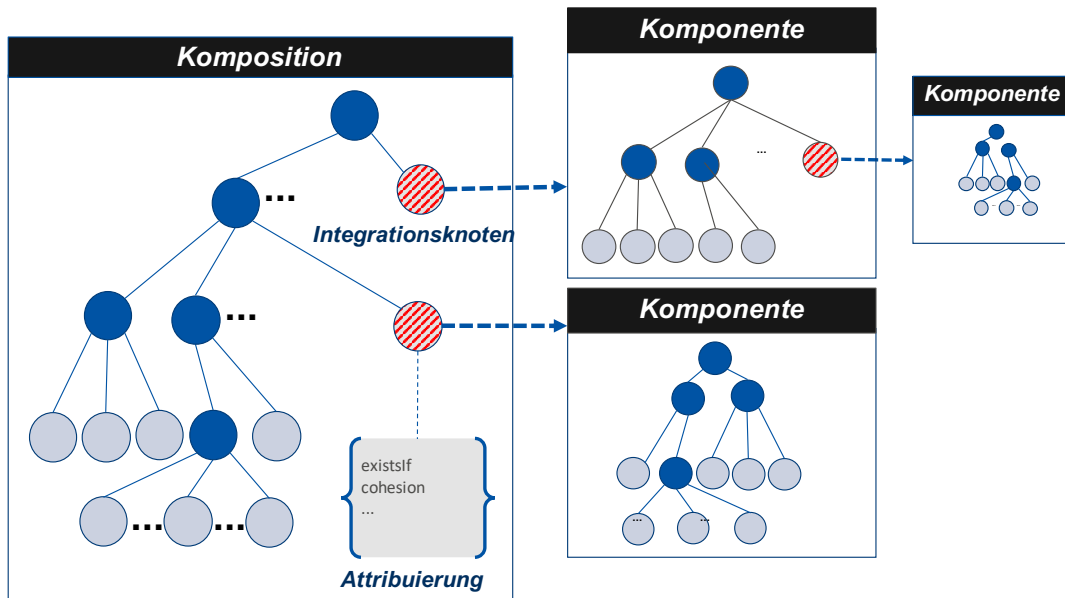 Komposition
...
Integrationsknoten
...
existsIf
cohesion
...
... ...
Attribuierung
Komponente
...
Komponente
Komponente
... ...